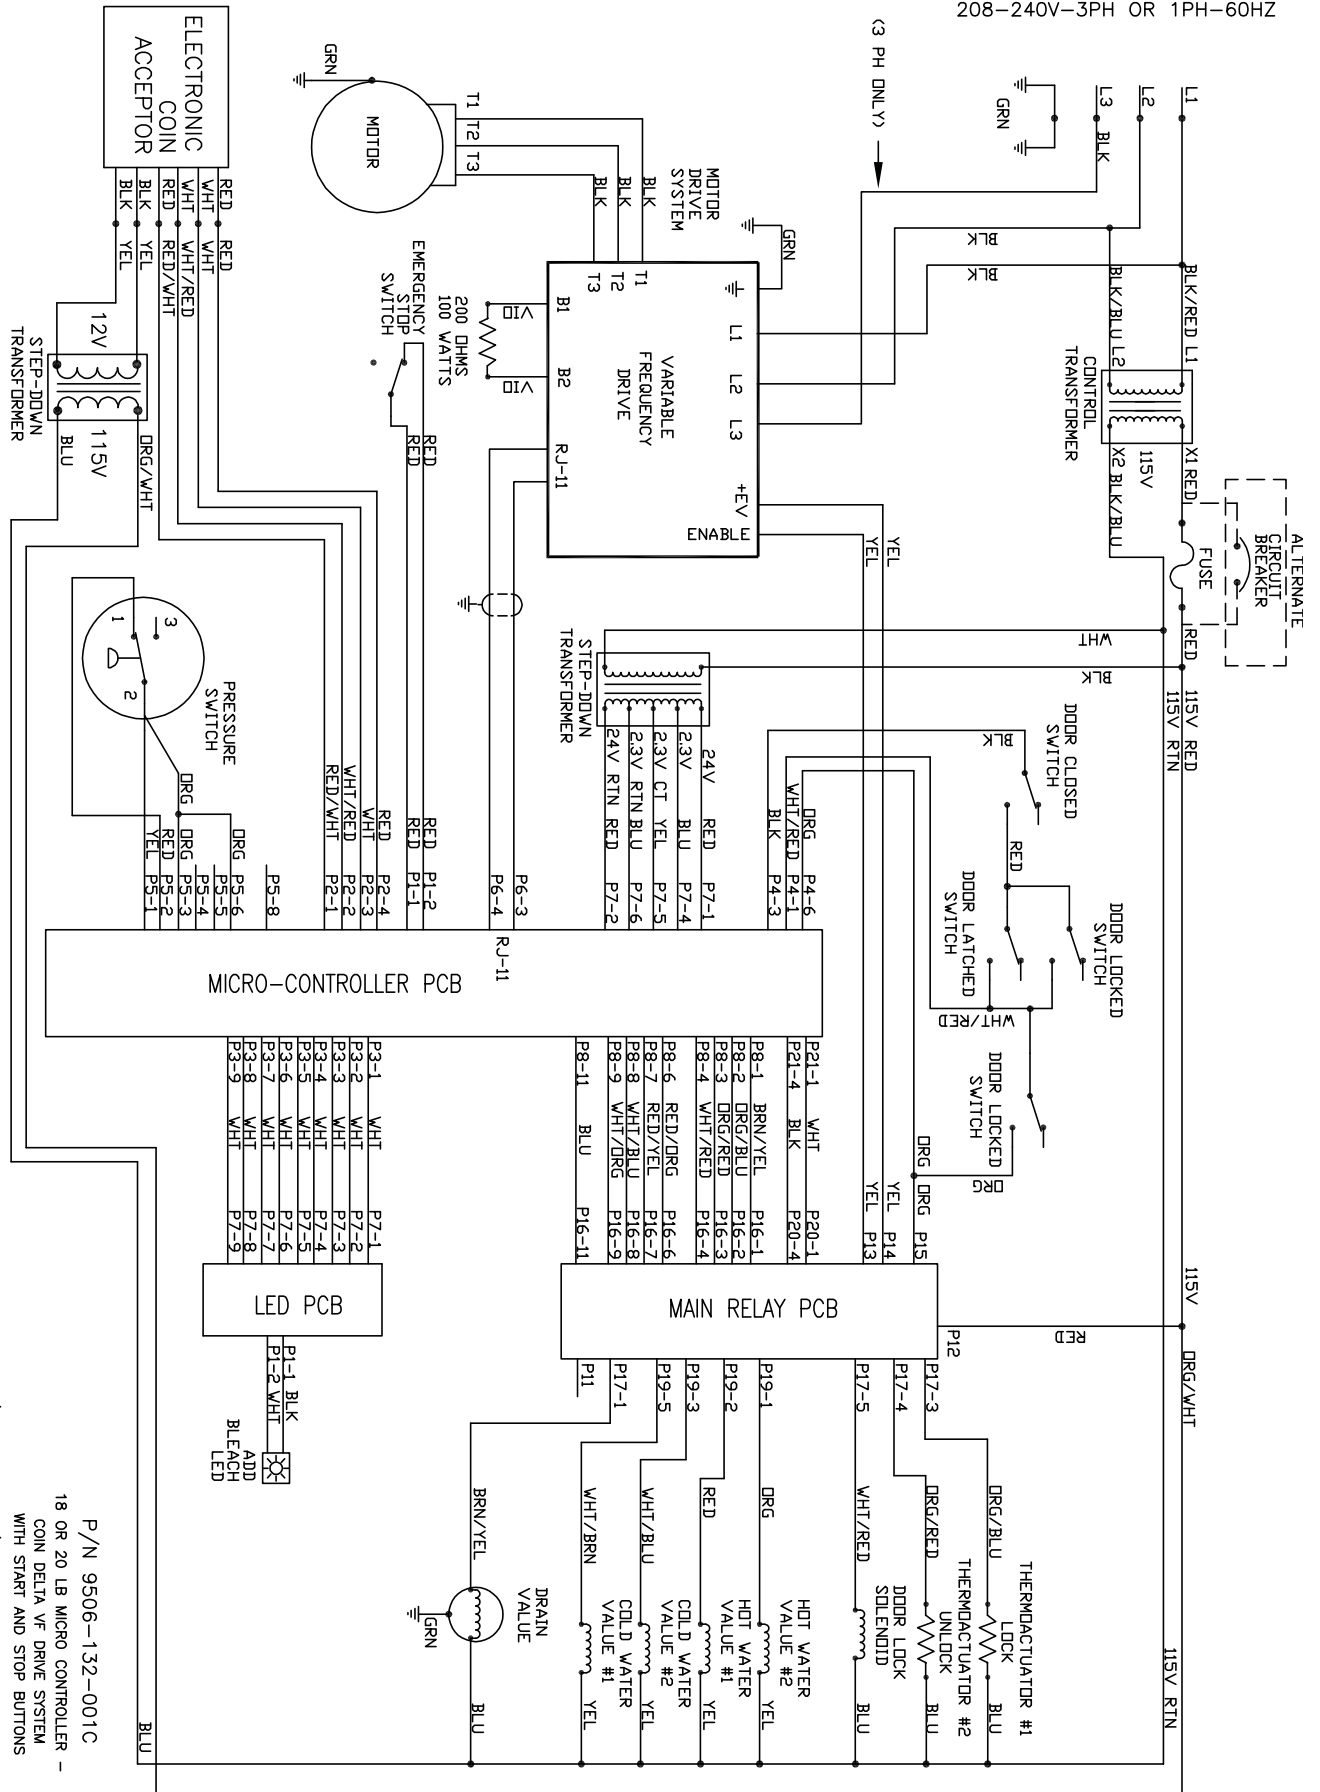 208-240V-3PH OR 1PH-60HZ
L1
L2
L3
GRN
BLK
(3 PH ONLY)
BLK
BLK
BLK/RED L1
BLK/BLU L2
CONTROL
TRANSFORMER
115V
X1 RED
X2 BLK/BLU
FUSE
ALTERNATE
CIRCUIT
BREAKER
RED
WHT
BLK
115V RED
115V RTN
115V
ORG/WHT
115V RTN
ELECTRONIC
COIN
ACCEPTOR
RED
WHT
WHT
RED
BLK
BLK
RED
WHT
WHT/RED
RED/WHT
YEL
YEL
12V
115V
STEP-DOWN
TRANSFORMER
ORG/WHT
BLU
GRN
MOTOR
T1
T2
T3
BLK
BLK
BLK
MOTOR
DRIVE
SYSTEM
GRN
T1
T2
T3
L1
L2
L3
+EV
ENABLE
B1
B2
RJ-11
VARIABLE
FREQUENCY
DRIVE
VIO
VIO
200 OHMS
100 WATTS
EMERGENCY
STOP
SWITCH
RED
RED
YEL
YEL
STEP-DOWN
TRANSFORMER
24V RED P7-1
2.3V BLU P7-4
2.3V CT YEL P7-5
2.3V RTN BLU P7-6
24V RTN RED P7-2
PRESSURE
SWITCH
1
2
3
ORG
ORG P5-6
P5-8
P5-5
P5-4
ORG P5-3
RED P5-2
YEL P5-1
RED P2-4
WHT P2-3
WHT/RED P2-2
RED/WHT P2-1
RED P1-2
RED P1-1
P6-3
P6-4
RJ-11
ORG P4-6
WHT/RED P4-1
BLK P4-3
BLK
DOOR CLOSED
SWITCH
RED
DOOR LATCHED
SWITCH
DOOR LOCKED
SWITCH
WHT/RED
DOOR LOCKED
SWITCH
ORG
MICRO-CONTROLLER PCB
P21-1 WHT P20-1
P21-4 BLK P20-4
P8-1 BRN/YEL P16-1
P8-2 ORG/BLU P16-2
P8-3 ORG/RED P16-3
P8-4 WHT/RED P16-4
P8-6 RED/ORG P16-6
P8-7 RED/YEL P16-7
P8-8 WHT/BLU P16-8
P8-9 WHT/ORG P16-9
P8-11 BLU P16-11
P3-1 WHT P7-1
P3-2 WHT P7-2
P3-3 WHT P7-3
P3-4 WHT P7-4
P3-5 WHT P7-5
P3-6 WHT P7-6
P3-7 WHT P7-7
P3-8 WHT P7-8
P3-9 WHT P7-9
ORG ORG P15
YEL P14
YEL P13
MAIN RELAY PCB
P12
RED
LED PCB
P1-1 BLK
P1-2 WHT
ADD
BLEACH
LED
P17-3
P17-4
P17-5
P19-1
P19-2
P19-3
P19-5
P17-1
P11
ORG/BLU
THERMOACTUATOR #1
LOCK
BLU
ORG/RED
THERMOACTUATOR #2
UNLOCK
BLU
WHT/RED
DOOR LOCK
SOLENOID
BLU
ORG
HOT WATER
VALUE #2
YEL
RED
HOT WATER
VALUE #1
YEL
WHT/BLU
COLD WATER
VALUE #2
YEL
WHT/BRN
COLD WATER
VALUE #1
YEL
BRN/YEL
DRAIN
VALUE
GRN
BLU
BLU
P/N 9506-132-001C
18 OR 20 LB MICRO CONTROLLER -
COIN DELTA VF DRIVE SYSTEM
WITH START AND STOP BUTTONS